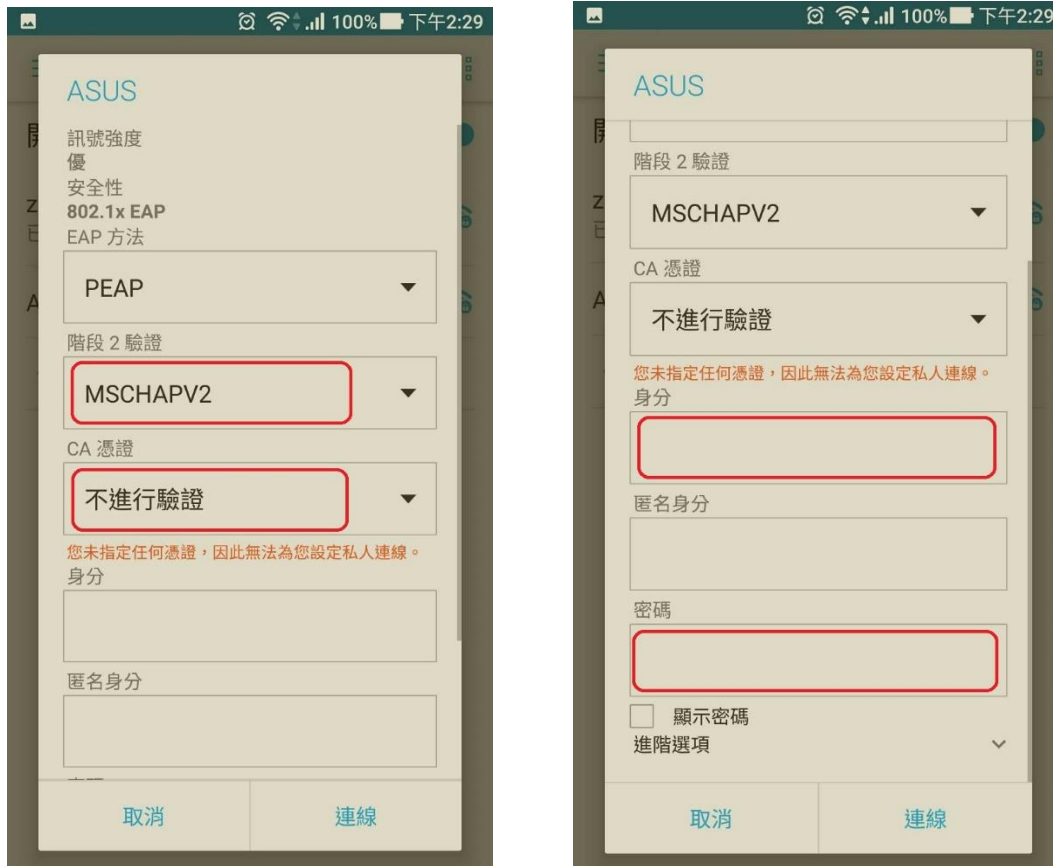 100% 下午2:29
ASUS
訊號強度
優
安全性
802.1x EAP
EAP 方法
PEAP
階段 2 驗證
MSCHAPV2
CA 憑證
不進行驗證
您未指定任何憑證，因此無法為您設定私人連線。
身分
匿名身分
取消 連線
100% 下午2:29
ASUS
階段 2 驗證
MSCHAPV2
CA 憑證
不進行驗證
您未指定任何憑證，因此無法為您設定私人連線。
身分
匿名身分
密碼
顯示密碼
進階選項
取消 連線